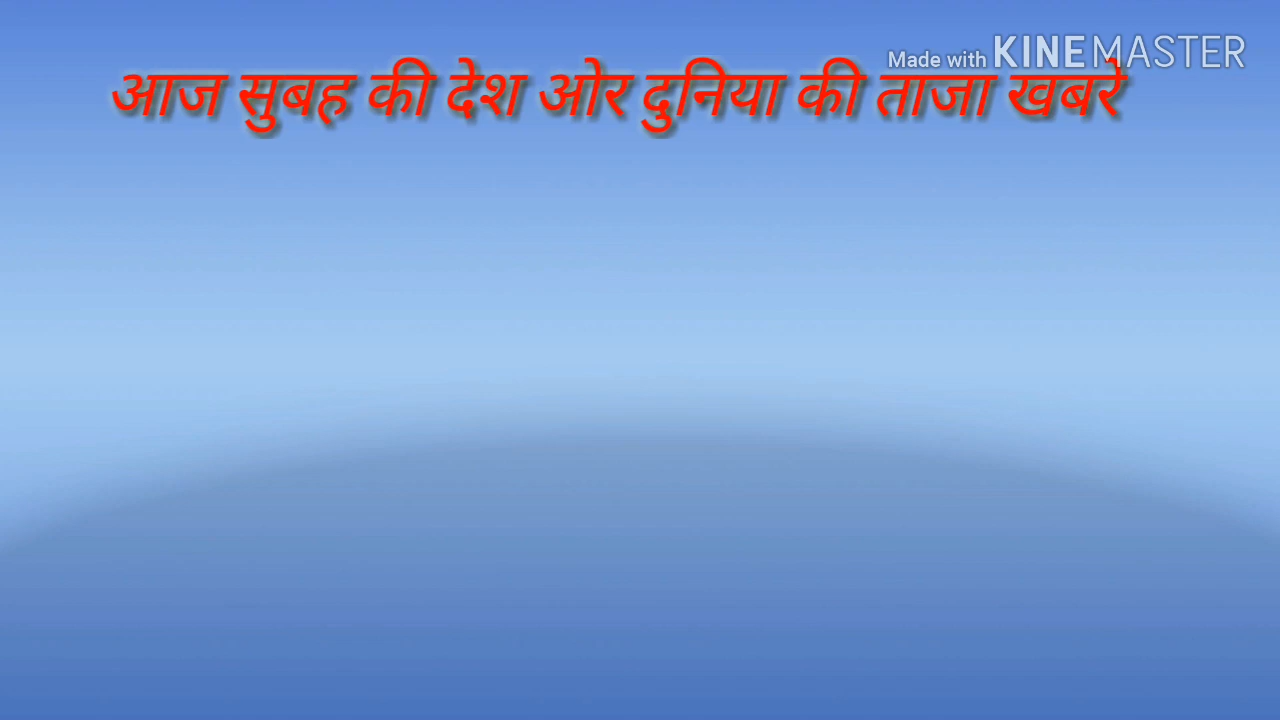 Made with KINEMASTER
आज सुबह की देश ओर दुनिया की ताजा खबरे